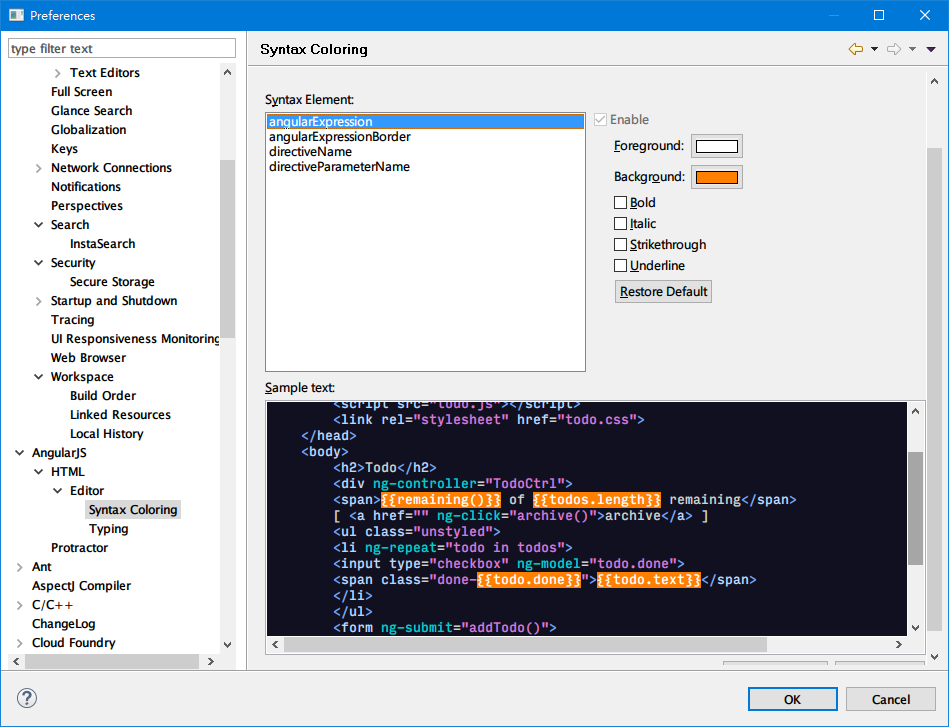 Preferences
type filter text
Text Editors
Full Screen
Glance Search
Globalization
Keys
Network Connections
Notifications
Perspectives
Search
InstaSearch
Security
Secure Storage
Startup and Shutdown
Tracing
UI Responsiveness Monitoring
Web Browser
Workspace
Build Order
Linked Resources
Local History
AngularJS
HTML
Editor
Syntax Coloring
Typing
Protractor
Ant
AspectJ Compiler
C/C++
ChangeLog
Cloud Foundry
Syntax Coloring
Syntax Element:
angularExpression
angularExpressionBorder
directiveName
directiveParameterName
Enable
Foreground:
Background:
Bold
Italic
Strikethrough
Underline
Restore Default
Sample text:
<script src="todo.js"></script>
<link rel="stylesheet" href="todo.css">
</head>
<body>
<h2>Todo</h2>
<div ng-controller="TodoCtrl">
<span>{{remaining()}} of {{todos.length}} remaining</span>
[ <a href="" ng-click="archive()">archive</a> ]
<ul class="unstyled">
<li ng-repeat="todo in todos">
<input type="checkbox" ng-model="todo.done">
<span class="done-{{todo.done}}">{{todo.text}}</span>
</li>
</ul>
<form ng-submit="addTodo()">
?
OK
Cancel